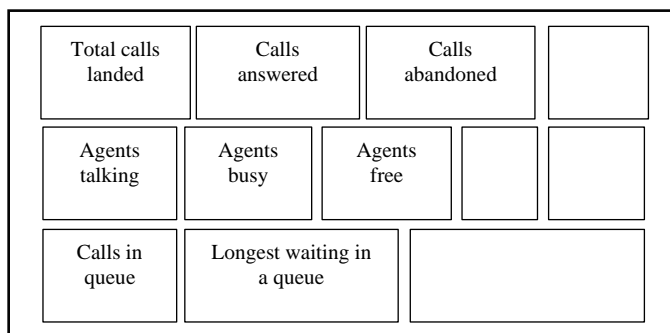 Total calls
landed
Calls
answered
Calls
abandoned
Agents
talking
Agents
busy
Agents
free
Calls in
queue
Longest waiting in
a queue